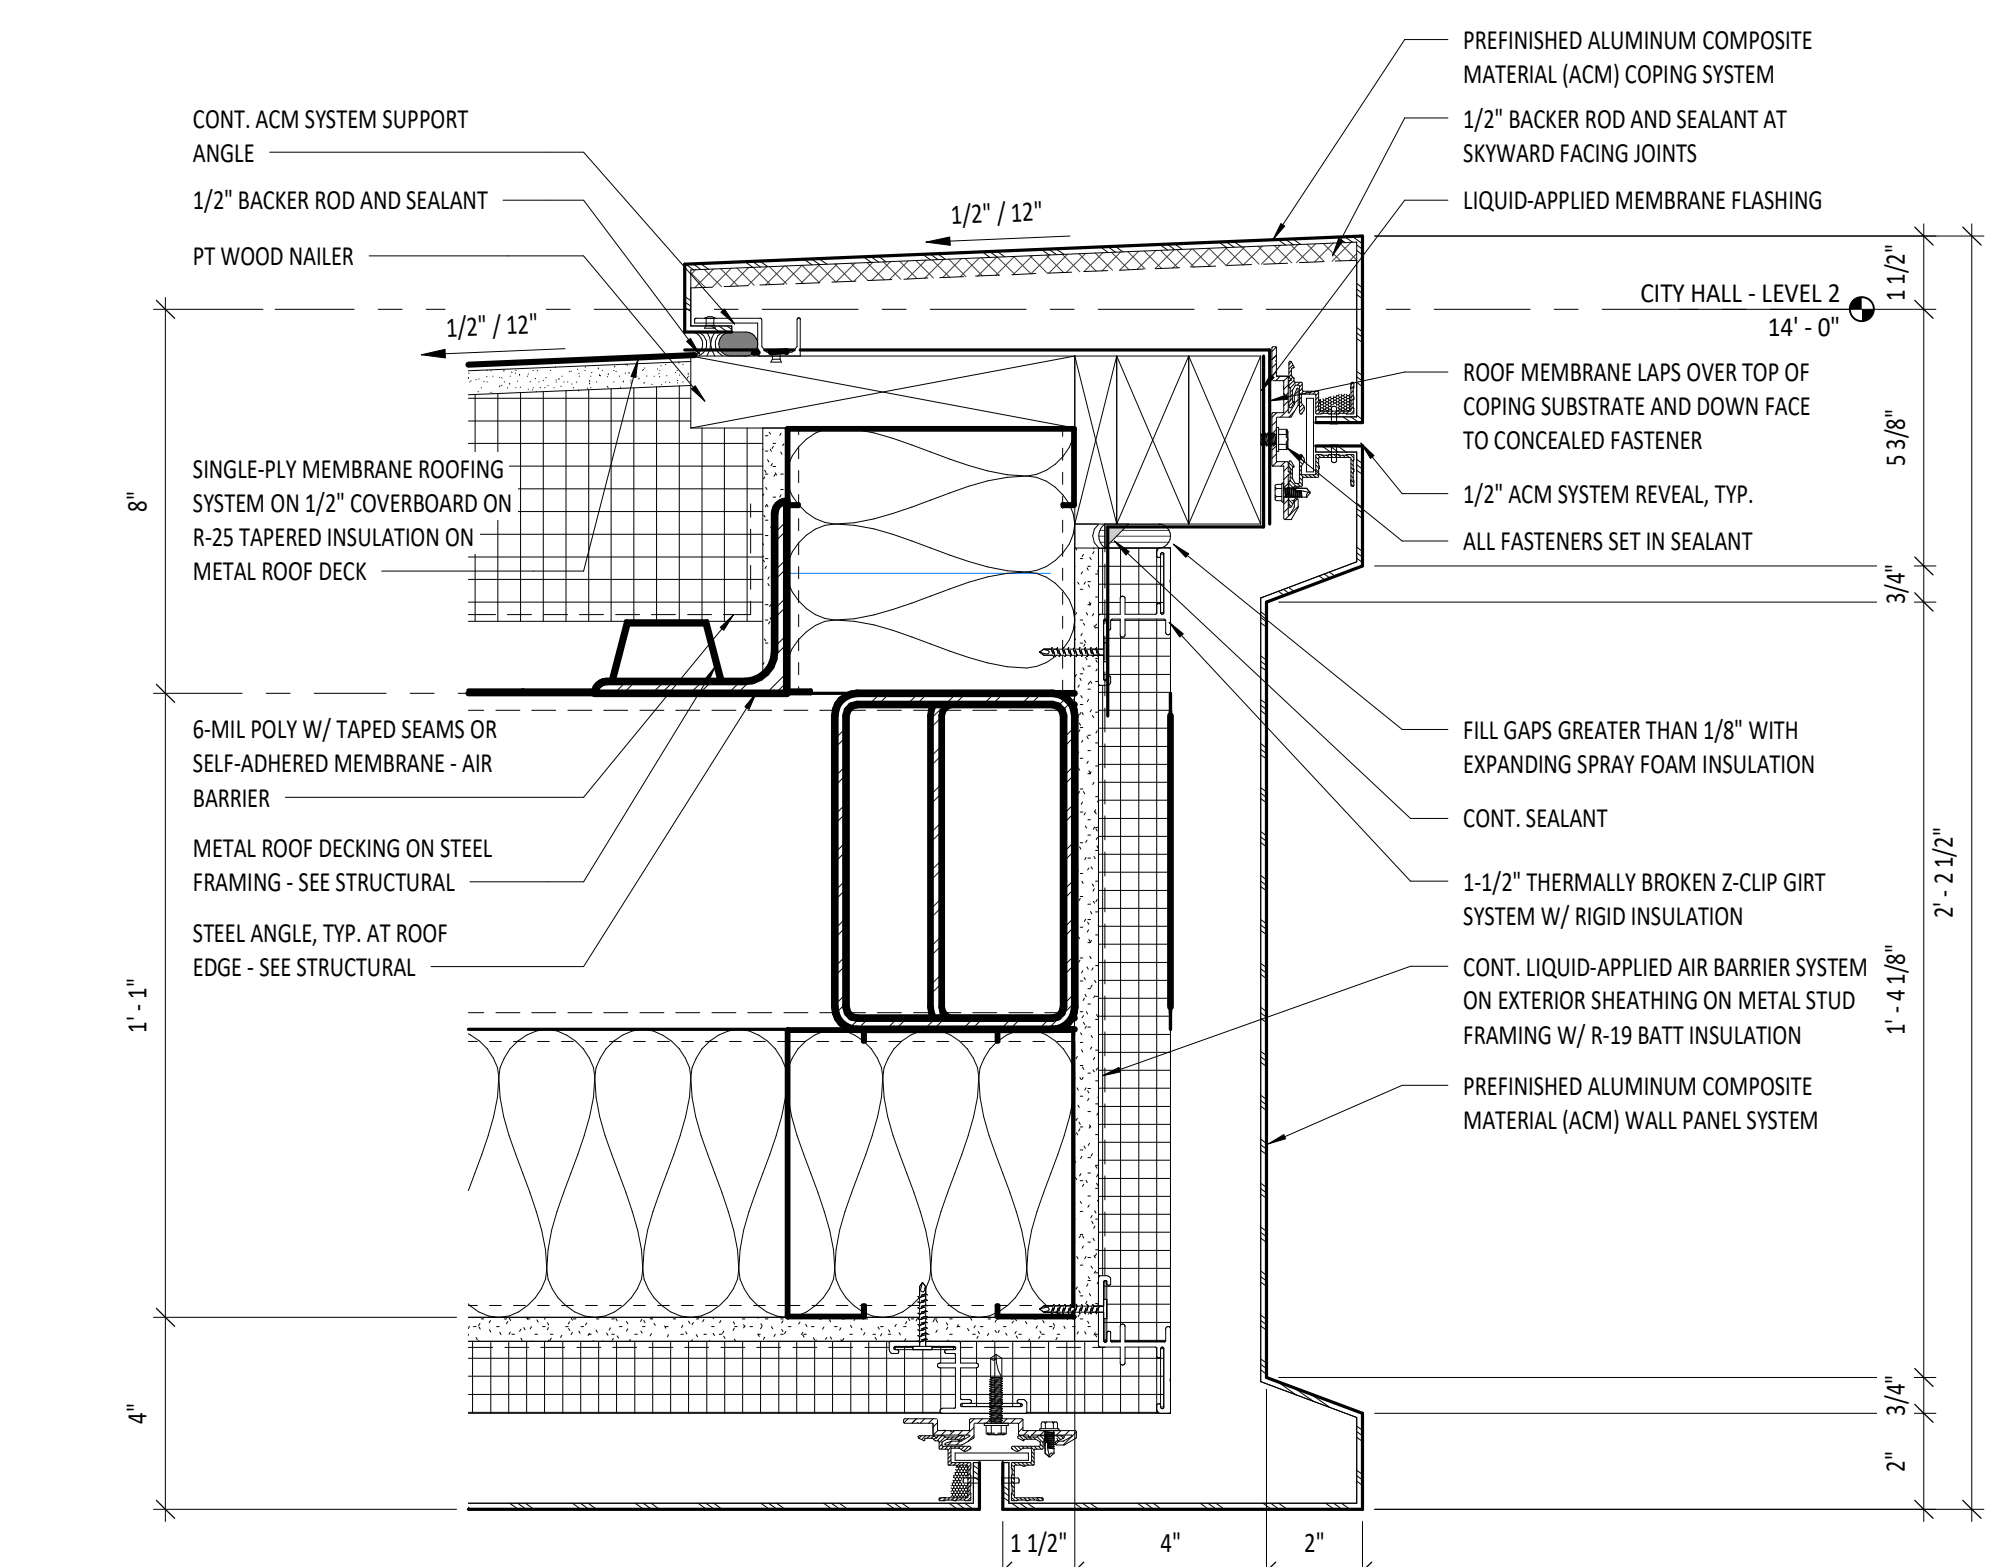 CONT. ACM SYSTEM SUPPORT
ANGLE
1/2" BACKER ROD AND SEALANT
PT WOOD NAILER
1/2" / 12"
8"
SINGLE-PLY MEMBRANE ROOFING
SYSTEM ON 1/2" COVERBOARD ON
R-25 TAPERED INSULATION ON
METAL ROOF DECK
6-MIL POLY W/ TAPED SEAMS OR
SELF-ADHERED MEMBRANE - AIR
BARRIER
METAL ROOF DECKING ON STEEL
FRAMING - SEE STRUCTURAL
STEEL ANGLE, TYP. AT ROOF
EDGE - SEE STRUCTURAL
1' - 1"
4"
1/2" / 12"
PREFINISHED ALUMINUM COMPOSITE
MATERIAL (ACM) COPING SYSTEM
1/2" BACKER ROD AND SEALANT AT
SKYWARD FACING JOINTS
LIQUID-APPLIED MEMBRANE FLASHING
CITY HALL - LEVEL 2
14' - 0"
ROOF MEMBRANE LAPS OVER TOP OF
COPING SUBSTRATE AND DOWN FACE
TO CONCEALED FASTENER
1/2" ACM SYSTEM REVEAL, TYP.
ALL FASTENERS SET IN SEALANT
FILL GAPS GREATER THAN 1/8" WITH
EXPANDING SPRAY FOAM INSULATION
CONT. SEALANT
1-1/2" THERMALLY BROKEN Z-CLIP GIRT
SYSTEM W/ RIGID INSULATION
CONT. LIQUID-APPLIED AIR BARRIER SYSTEM
ON EXTERIOR SHEATHING ON METAL STUD
FRAMING W/ R-19 BATT INSULATION
PREFINISHED ALUMINUM COMPOSITE
MATERIAL (ACM) WALL PANEL SYSTEM
1 1/2"
5 3/8"
3/4"
1' - 4 1/8"
3/4"
2"
2' - 2 1/2"
1 1/2"
4"
2"